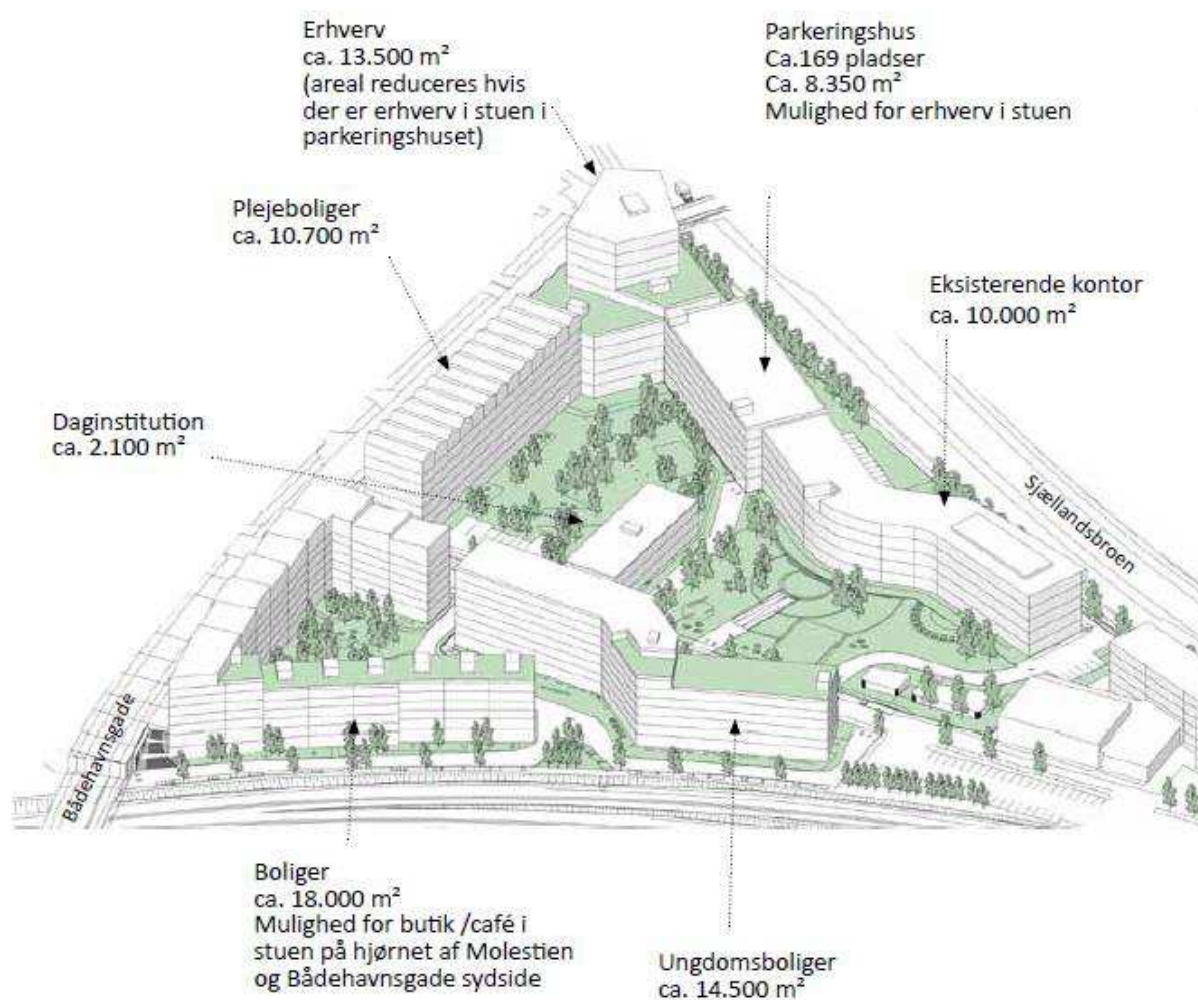 Erhverv
ca. 13.500 m²
(areal reduceres hvis
der er erhverv i stuen i
parkeringshuset)
Parkeringshus
Ca.169 pladser
Ca. 8.350 m²
Mulighed for erhverv i stuen
Plejeboliger
ca. 10.700 m²
Eksisterende kontor
ca. 10.000 m²
Daginstitution
ca. 2.100 m²
Sjællandsbroen
Bådehavnsgade
Boliger
ca. 18.000 m²
Mulighed for butik /café i
stuen på hjørnet af Molestien
og Bådehavnsgade sydside
Ungdomsboliger
ca. 14.500 m²